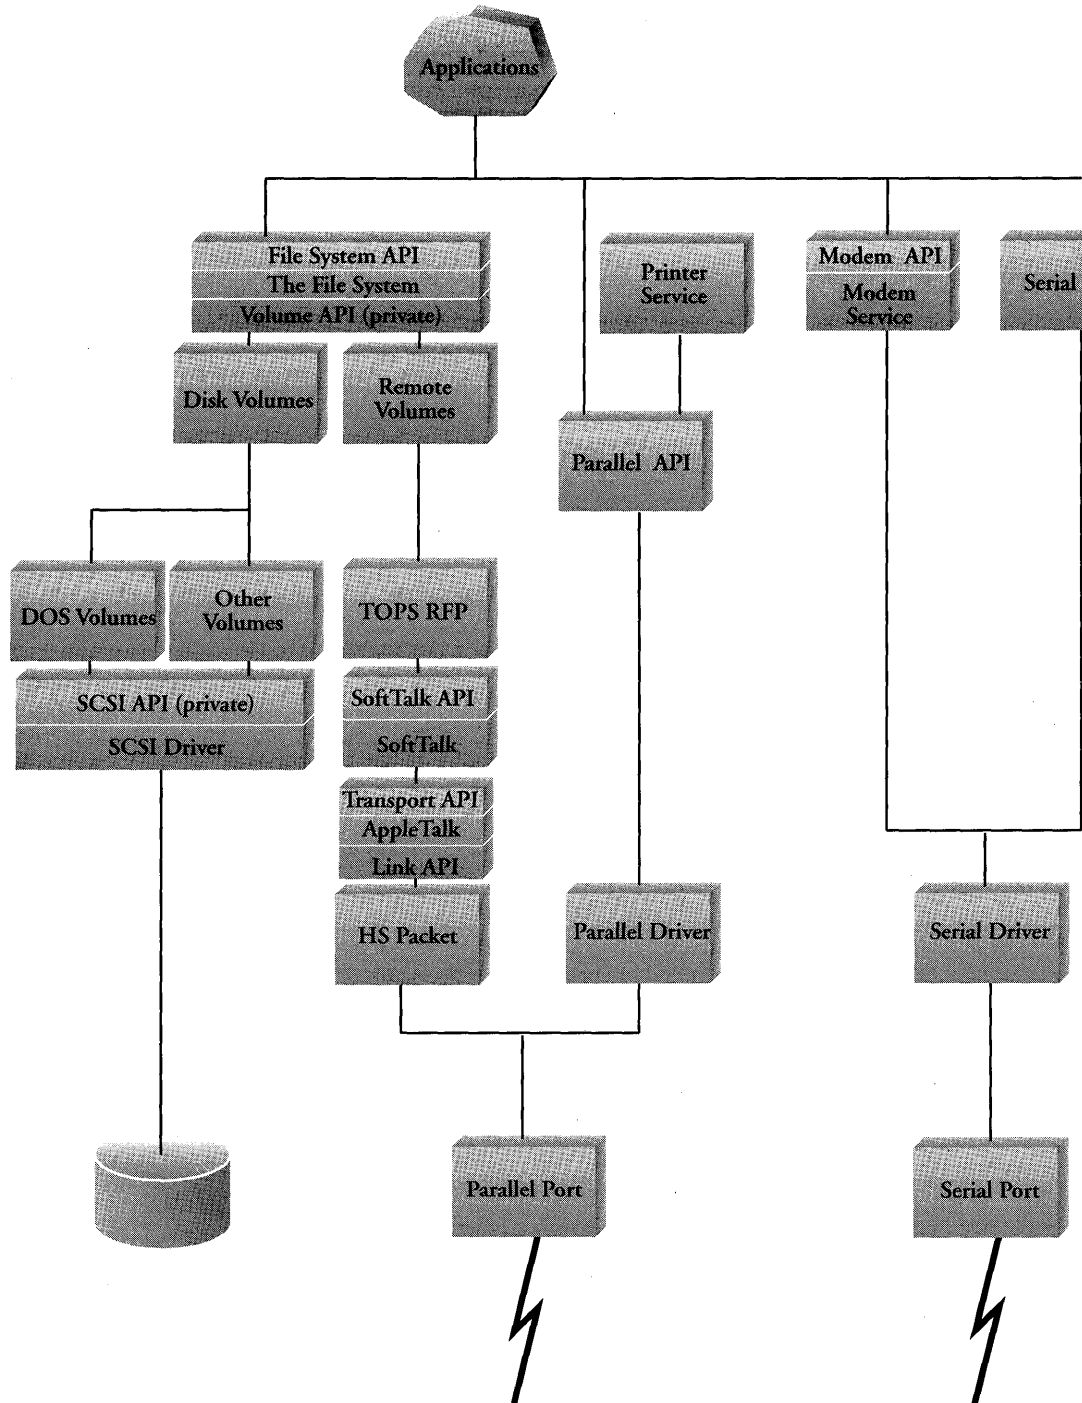 Applications
File System API
The File System
Volume API (private)
Printer
Service
Modem API
Modem
Service
Serial
Disk Volumes
Remote
Volumes
Parallel API
DOS Volumes
Other
Volumes
TOPS RFP
SCSI API (private)
SCSI Driver
SoftTalk API
SoftTalk
Transport API
AppleTalk
Link API
HS Packet
Parallel Driver
Serial Driver
Parallel Port
Serial Port